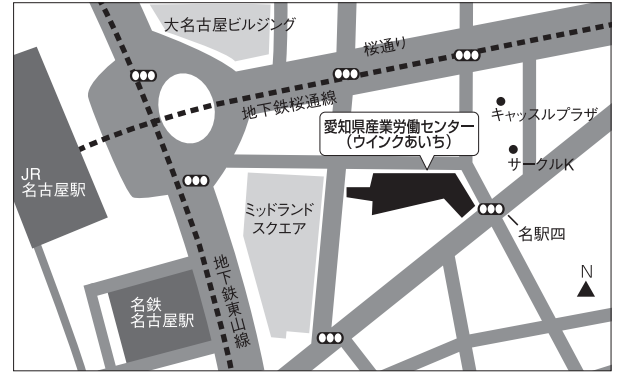 大名古屋ビルヂング
桜通り
地下鉄桜通線
キャッスルプラザ
愛知県産業労働センター
(ウインクあいち)
サークルK
JR
名古屋駅
ミッドランド
スクエア
名駅四
地下鉄東山線
名鉄
名古屋駅
N